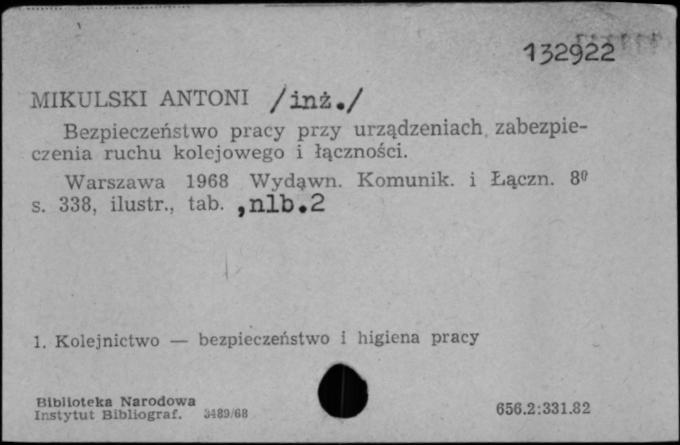 132922
MIKULSKI ANTONI /inż./
Bezpieczeństwo pracy przy urządzeniach zabezpie-
czenia ruchu kolejowego i łączności.
Warszawa 1968 Wydawn. Komunik. i Łączn. 8⁰
s. 338, ilustr., tab. ,nlb.2
1. Kolejnictwo — bezpieczeństwo i higiena pracy
Biblioteka Narodowa
Instytut Bibliograf. 3489/68
656.2:331.82